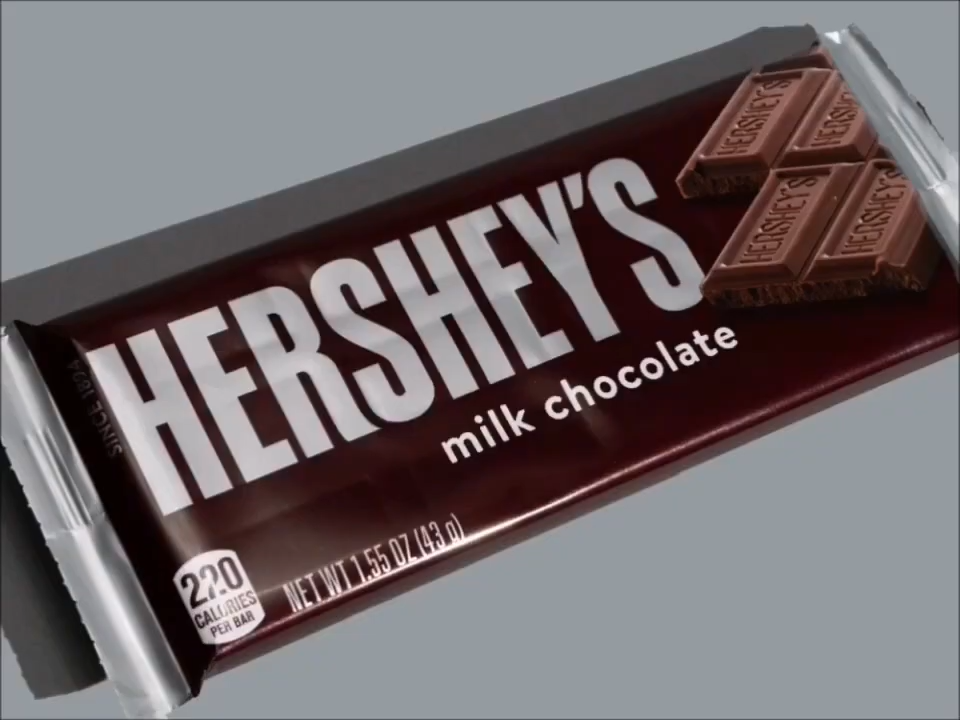 HERSHEY'S
HERSHEY'S
HERSHEY'S
HERSHEY'S
HERSHEY'S
milk chocolate
SINCE 1894
220
CALORIES
PER BAR
NET WT 1.55 OZ (43 g)